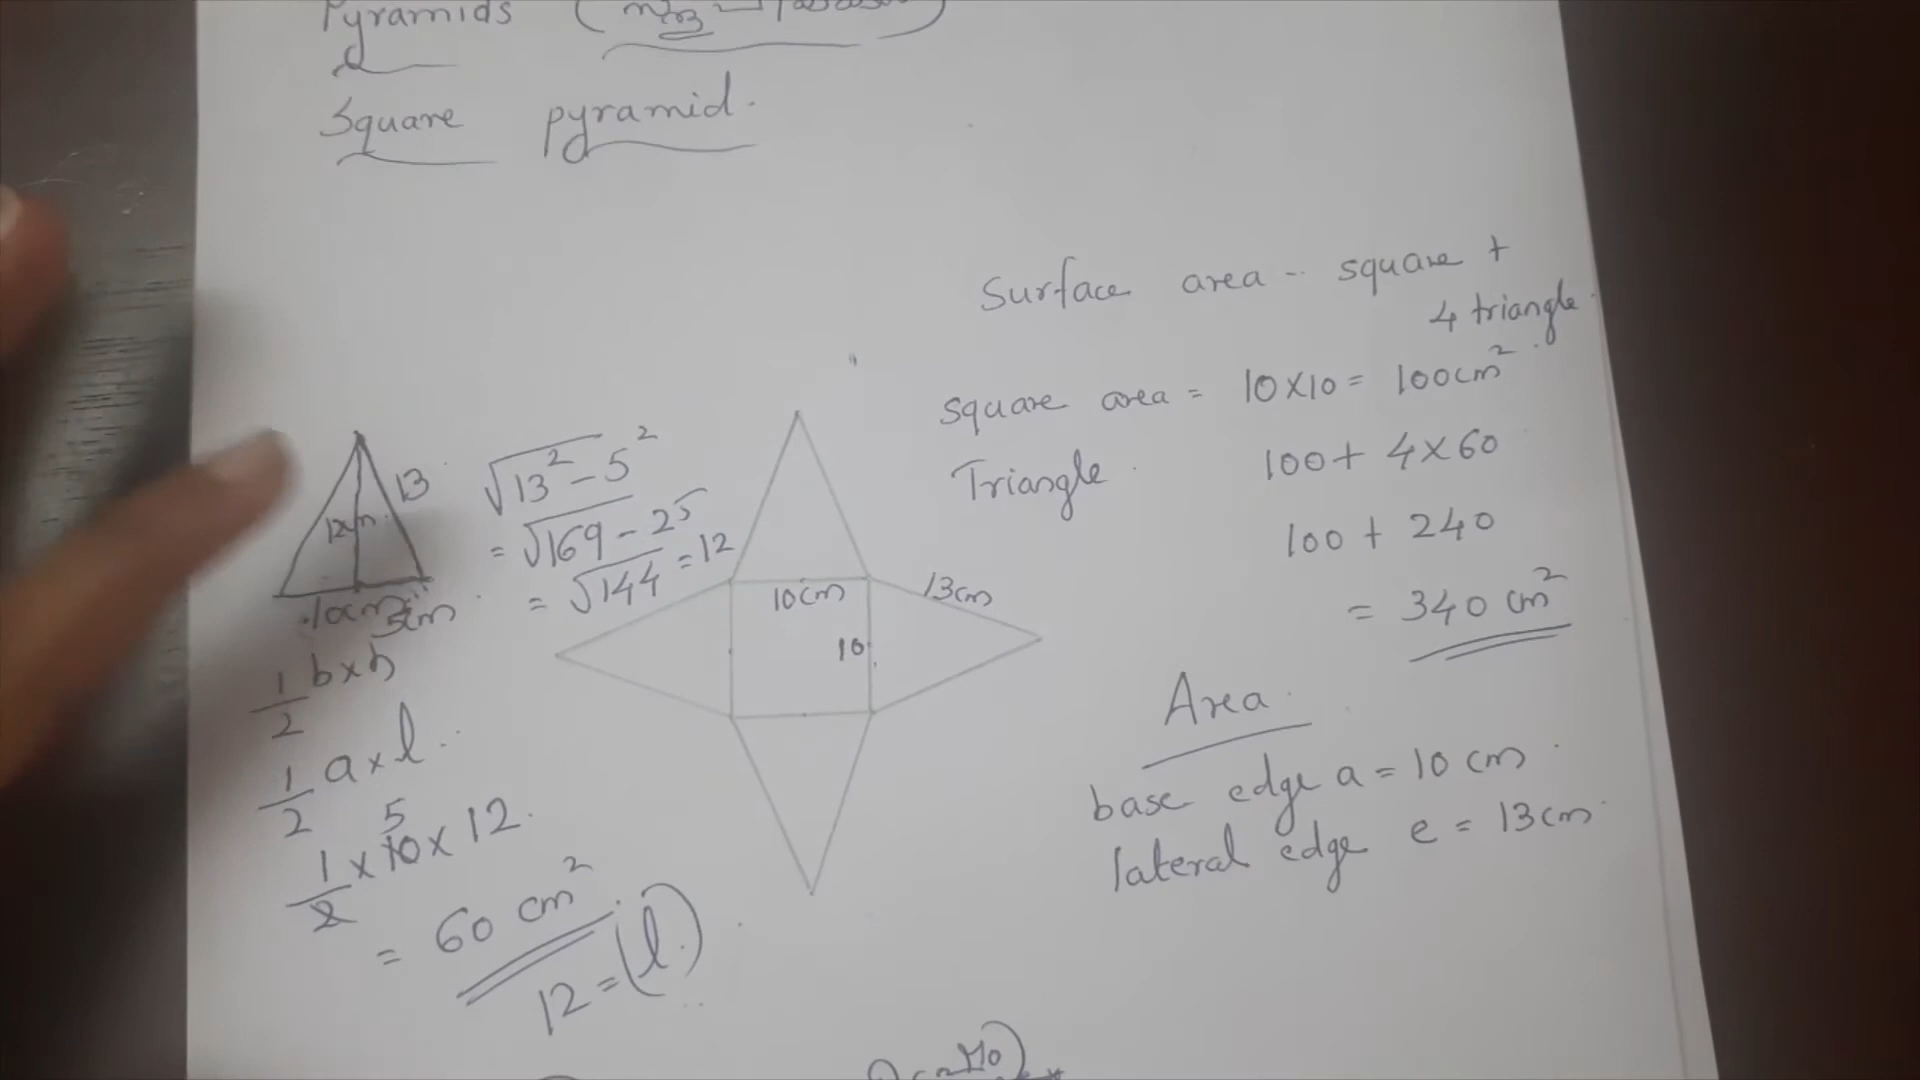 Pyramids
Square pyramid.
Surface area - square +
4 triangle.
Square area = 10×10 = 100cm²
Triangle 100 + 4×60
100 + 240
= 340 cm²
13
12cm
10cm 5cm
√13² - 5²
= √169 - 25
= √144 = 12
10cm
13cm
10
1/2 b×h
1/2 a×l
1/2 × 10 × 12
5
= 60 cm²
12 = (l)
Area
base edge a = 10 cm
lateral edge e = 13cm